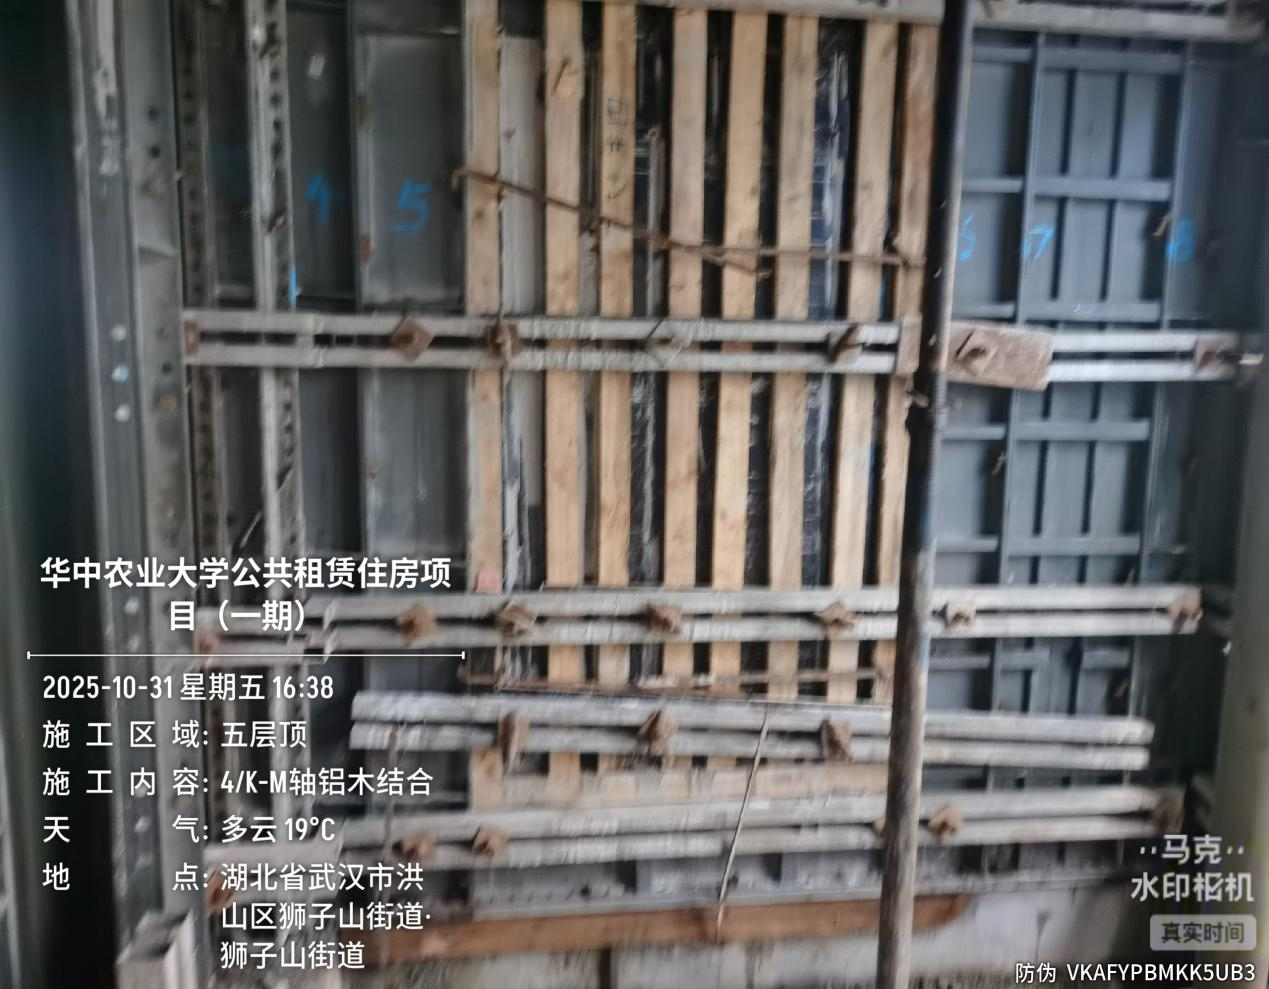 4
5
6
7
8
华中农业大学公共租赁住房项
目（一期）
2025-10-31 星期五 16:38
施工区域: 五层顶
施工内容: 4/K-M轴铝木结合
天气: 多云 19°C
地点: 湖北省武汉市洪
山区狮子山街道·
狮子山街道
马克
水印相机
真实时间
防伪 VKAFYPBMKK5UB3